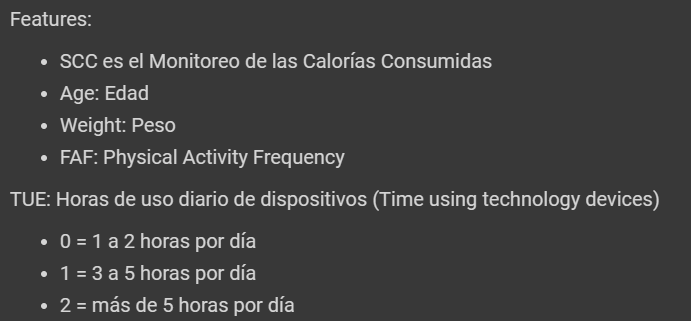 Features:
SCC es el Monitoreo de las Calorías Consumidas
Age: Edad
Weight: Peso
FAF: Physical Activity Frequency
TUE: Horas de uso diario de dispositivos (Time using technology devices)
0 = 1 a 2 horas por día
1 = 3 a 5 horas por día
2 = más de 5 horas por día